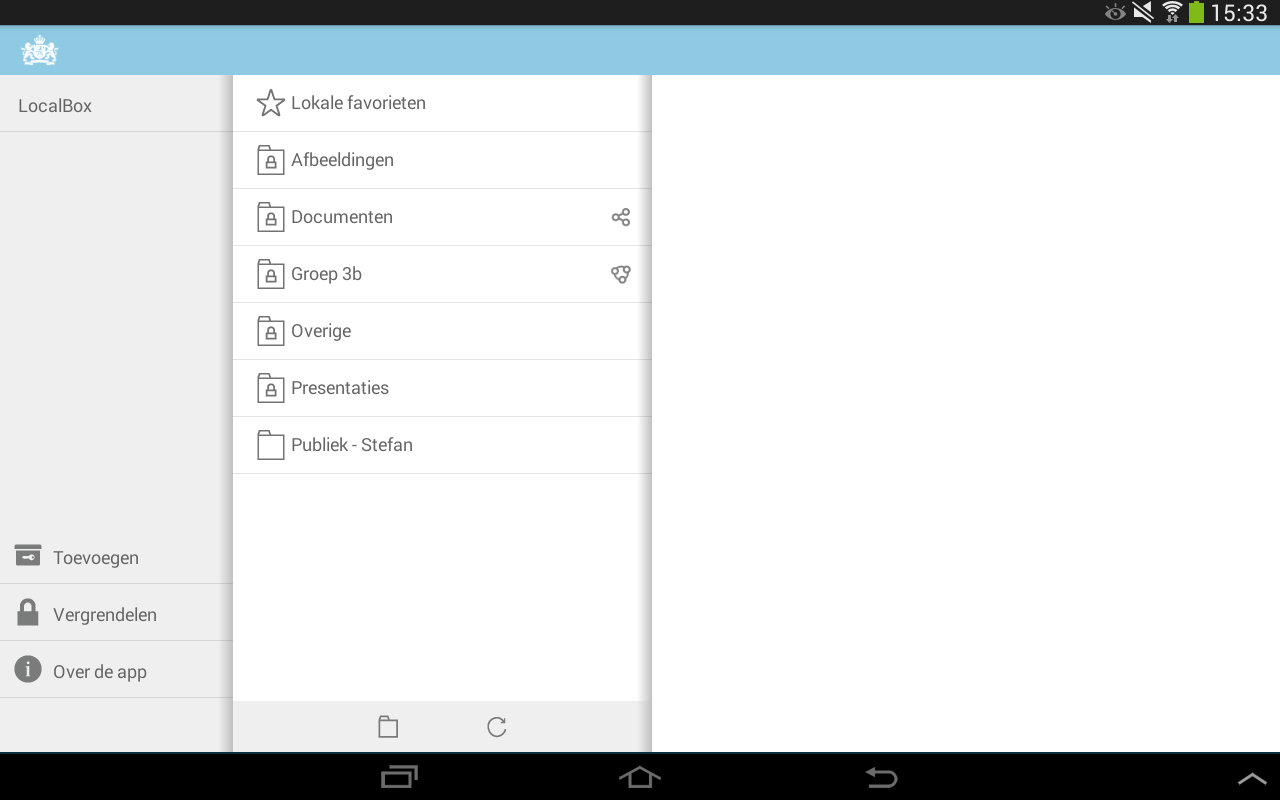 15:33
LocalBox
Lokale favorieten
Afbeeldingen
Documenten
Groep 3b
Overige
Presentaties
Publiek - Stefan
Toevoegen
Vergrendelen
Over de app